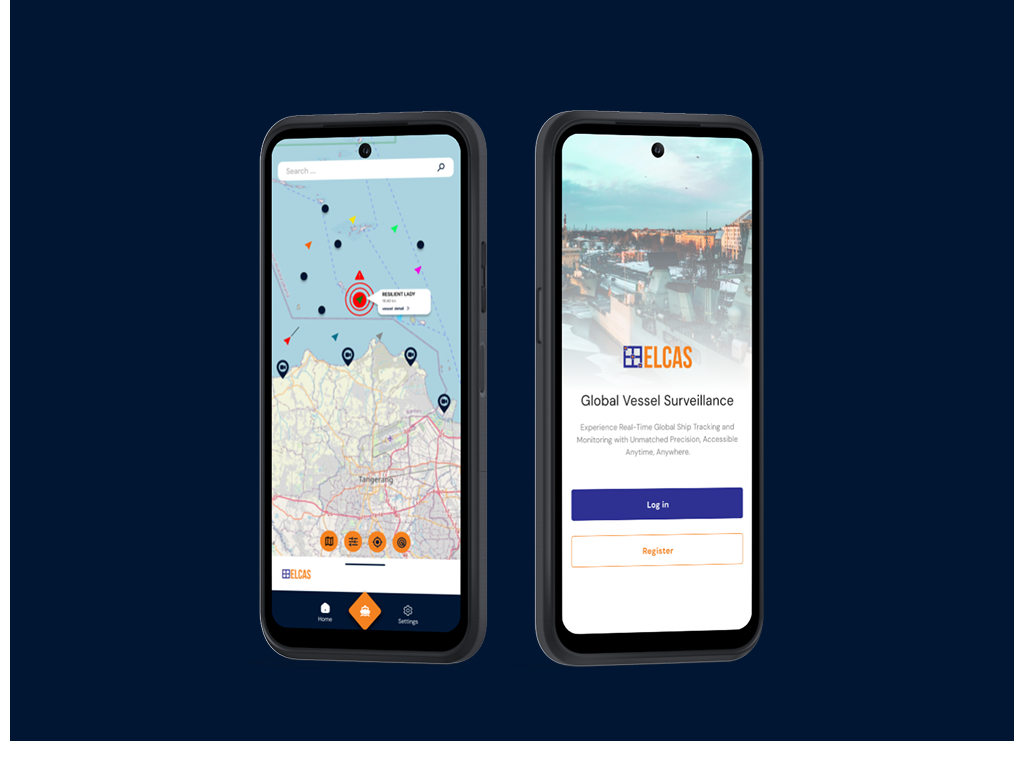 Search ...
RESILIENT LADY
vessel detail >
Tangerang
ELCAS
Home
Settings
ELCAS
Global Vessel Surveillance
Experience Real-Time Global Ship Tracking and
Monitoring with Unmatched Precision, Accessible
Anytime, Anywhere.
Log in
Register